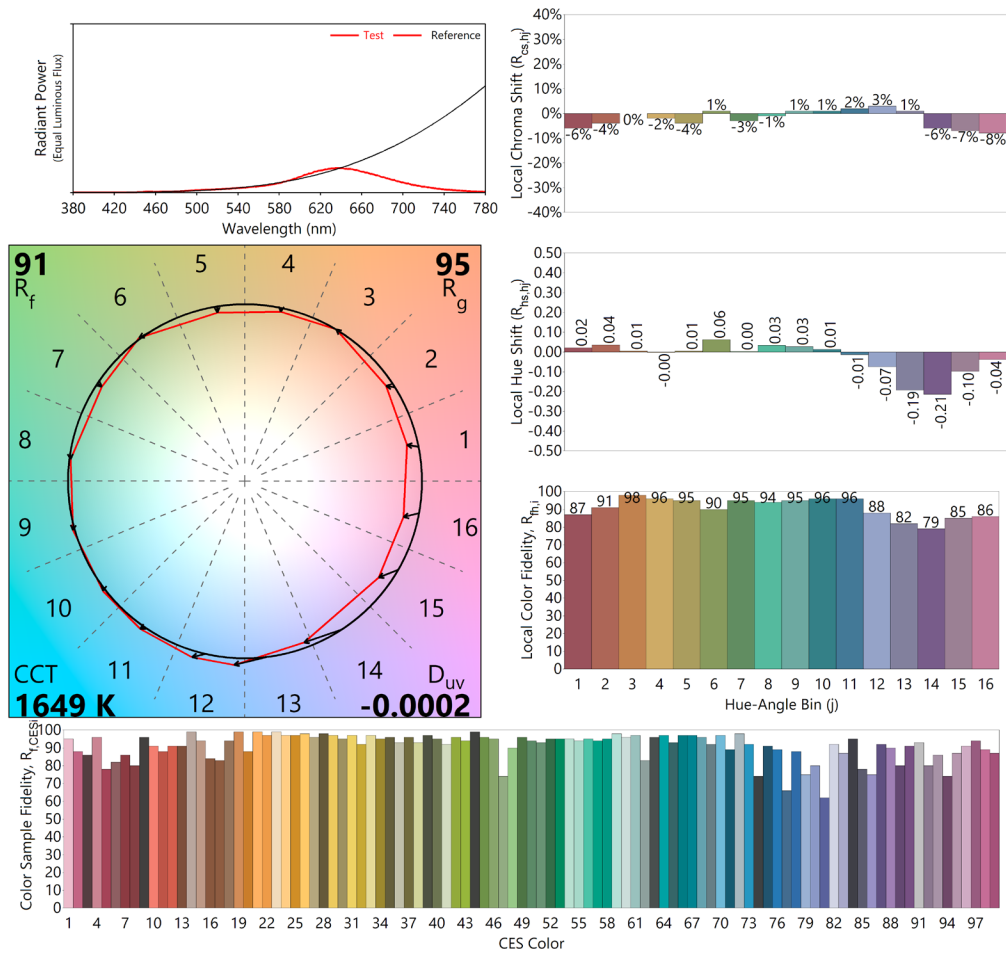 Radiant Power
(Equal Luminous Flux)
Test
Reference
380 420 460 500 540 580 620 660 700 740 780
Wavelength (nm)
Local Chroma Shift (Rcs,hj)
40%
30%
20%
10%
0%
-10%
-20%
-30%
-40%
-6% -4% 0% -2% -4% 1% -3% -1% 1% 1% 2% 3% 1% -6% -7% -8%
91
Rf
95
Rg
CCT
1649 K
Duv
-0.0002
1
2
3
4
5
6
7
8
9
10
11
12
13
14
15
16
Local Hue Shift (Rhs,hj)
0.50
0.40
0.30
0.20
0.10
0.00
-0.10
-0.20
-0.30
-0.40
-0.50
0.02 0.04 0.01 -0.00 0.01 0.06 0.00 0.03 0.03 0.01 -0.01 -0.07 -0.19 -0.21 -0.10 -0.04
Local Color Fidelity, Rfh,i
100
90
80
70
60
50
40
30
20
10
0
87 91 98 96 95 90 95 94 95 96 96 88 82 79 85 86
1 2 3 4 5 6 7 8 9 10 11 12 13 14 15 16
Hue-Angle Bin (j)
Color Sample Fidelity, Rf,CESi
100
90
80
70
60
50
40
30
20
10
0
1 4 7 10 13 16 19 22 25 28 31 34 37 40 43 46 49 52 55 58 61 64 67 70 73 76 79 82 85 88 91 94 97
CES Color